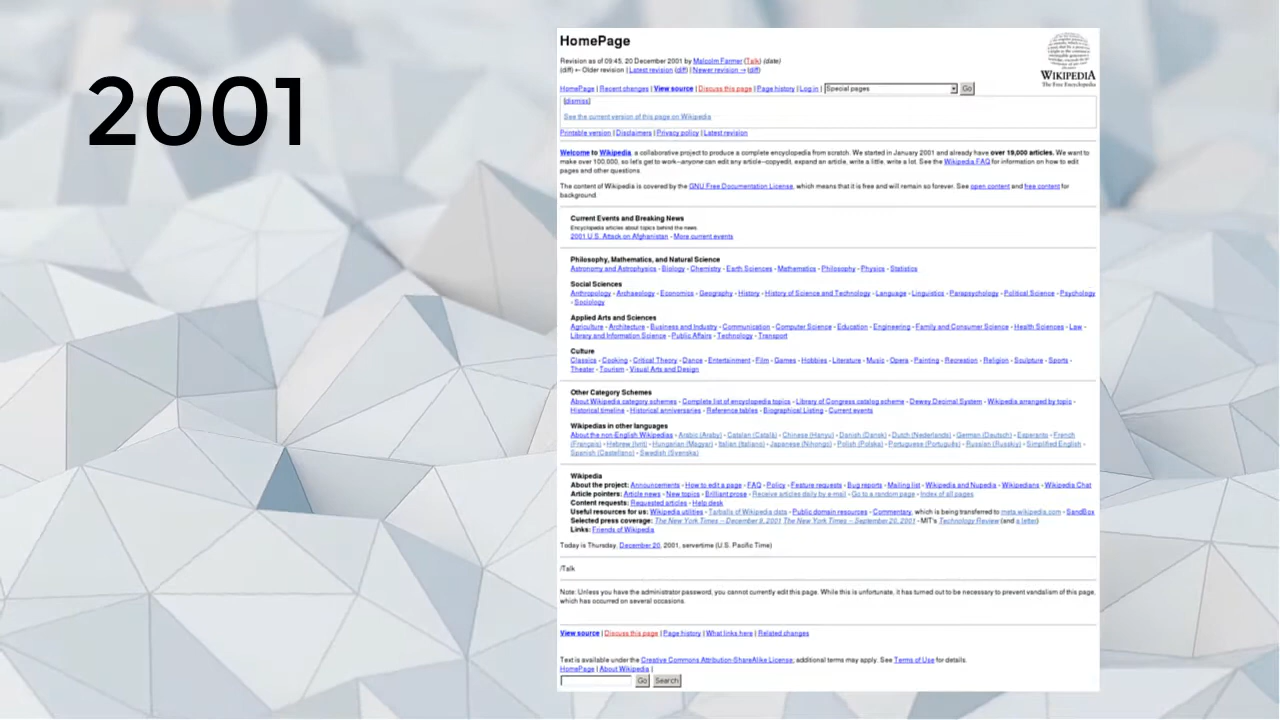 2001
HomePage
Revision as of 09:45, 20 December 2001 by Malcolm Farmer (Talk) (date)
(diff) ← Older revision | Latest revision (diff) | Newer revision → (diff)
WIKIPEDIA
The Free Encyclopedia
HomePage | Recent changes | View source | Discuss this page | Page history | Log in | Special pages Go
[dismiss]
See the current version of this page on Wikipedia
Printable version | Disclaimers | Privacy policy | Latest revision
Welcome to Wikipedia, a collaborative project to produce a complete encyclopedia from scratch. We started in January 2001 and already have over 19,000 articles. We want to
make over 100,000, so let's get to work--anyone can edit any article--copyedit, expand an article, write a little, write a lot. See the Wikipedia FAQ for information on how to edit
pages and other questions.
The content of Wikipedia is covered by the GNU Free Documentation License, which means that it is free and will remain so forever. See open content and free content for
background.
Current Events and Breaking News
Encyclopedia articles about topics behind the news.
2001 U.S. Attack on Afghanistan - More current events
Philosophy, Mathematics, and Natural Science
Astronomy and Astrophysics - Biology - Chemistry - Earth Sciences - Mathematics - Philosophy - Physics - Statistics
Social Sciences
Anthropology - Archaeology - Economics - Geography - History - History of Science and Technology - Language - Linguistics - Parapsychology - Political Science - Psychology
- Sociology
Applied Arts and Sciences
Agriculture - Architecture - Business and Industry - Communication - Computer Science - Education - Engineering - Family and Consumer Science - Health Sciences - Law -
Library and Information Science - Public Affairs - Technology - Transport
Culture
Classics - Cooking - Critical Theory - Dance - Entertainment - Film - Games - Hobbies - Literature - Music - Opera - Painting - Recreation - Religion - Sculpture - Sports -
Theater - Tourism - Visual Arts and Design
Other Category Schemes
About Wikipedia category schemes - Complete list of encyclopedia topics - Library of Congress catalog scheme - Dewey Decimal System - Wikipedia arranged by topic -
Historical timeline - Historical anniversaries - Reference tables - Biographical Listing - Current events
Wikipedias in other languages
About the non-English Wikipedias - Arabic (Araby) - Catalan (Català) - Chinese (Hanyu) - Danish (Dansk) - Dutch (Nederlands) - German (Deutsch) - Esperanto - French
(Français) - Hebrew (Ivrit) - Hungarian (Magyar) - Italian (Italiano) - Japanese (Nihongo) - Polish (Polska) - Portuguese (Português) - Russian (Russkiy) - Simplified English -
Spanish (Castellano) - Swedish (Svenska)
Wikipedia
About the project: Announcements - How to edit a page - FAQ - Policy - Feature requests - Bug reports - Mailing list - Wikipedia and Nupedia - Wikipedians - Wikipedia Chat
Article pointers: Article news - New topics - Brilliant prose - Receive articles daily by e-mail - Go to a random page - Index of all pages
Content requests: Requested articles - Help desk
Useful resources for us: Wikipedia utilities - Tarballs of Wikipedia data - Public domain resources - Commentary, which is being transferred to meta.wikipedia.com - SandBox
Selected press coverage: The New York Times -- December 9, 2001 The New York Times -- September 20, 2001 - MIT's Technology Review (and a letter)
Links: Friends of Wikipedia
Today is Thursday, December 20, 2001, servertime (U.S. Pacific Time)
/Talk
Note: Unless you have the administrator password, you cannot currently edit this page. While this is unfortunate, it has turned out to be necessary to prevent vandalism of this page,
which has occurred on several occasions.
View source | Discuss this page | Page history | What links here | Related changes
Text is available under the Creative Commons Attribution-ShareAlike License; additional terms may apply. See Terms of Use for details.
HomePage | About Wikipedia |
Go Search